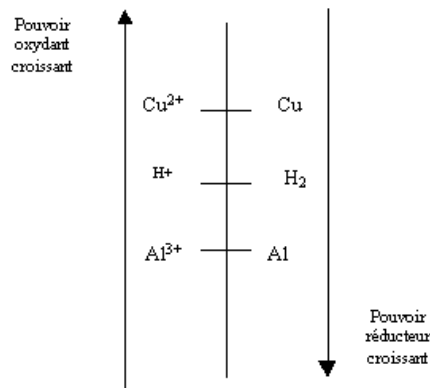 Pouvoir
oxydant
croissant
Cu²⁺ Cu
H⁺ H₂
Al³⁺ Al
Pouvoir
réducteur
croissant